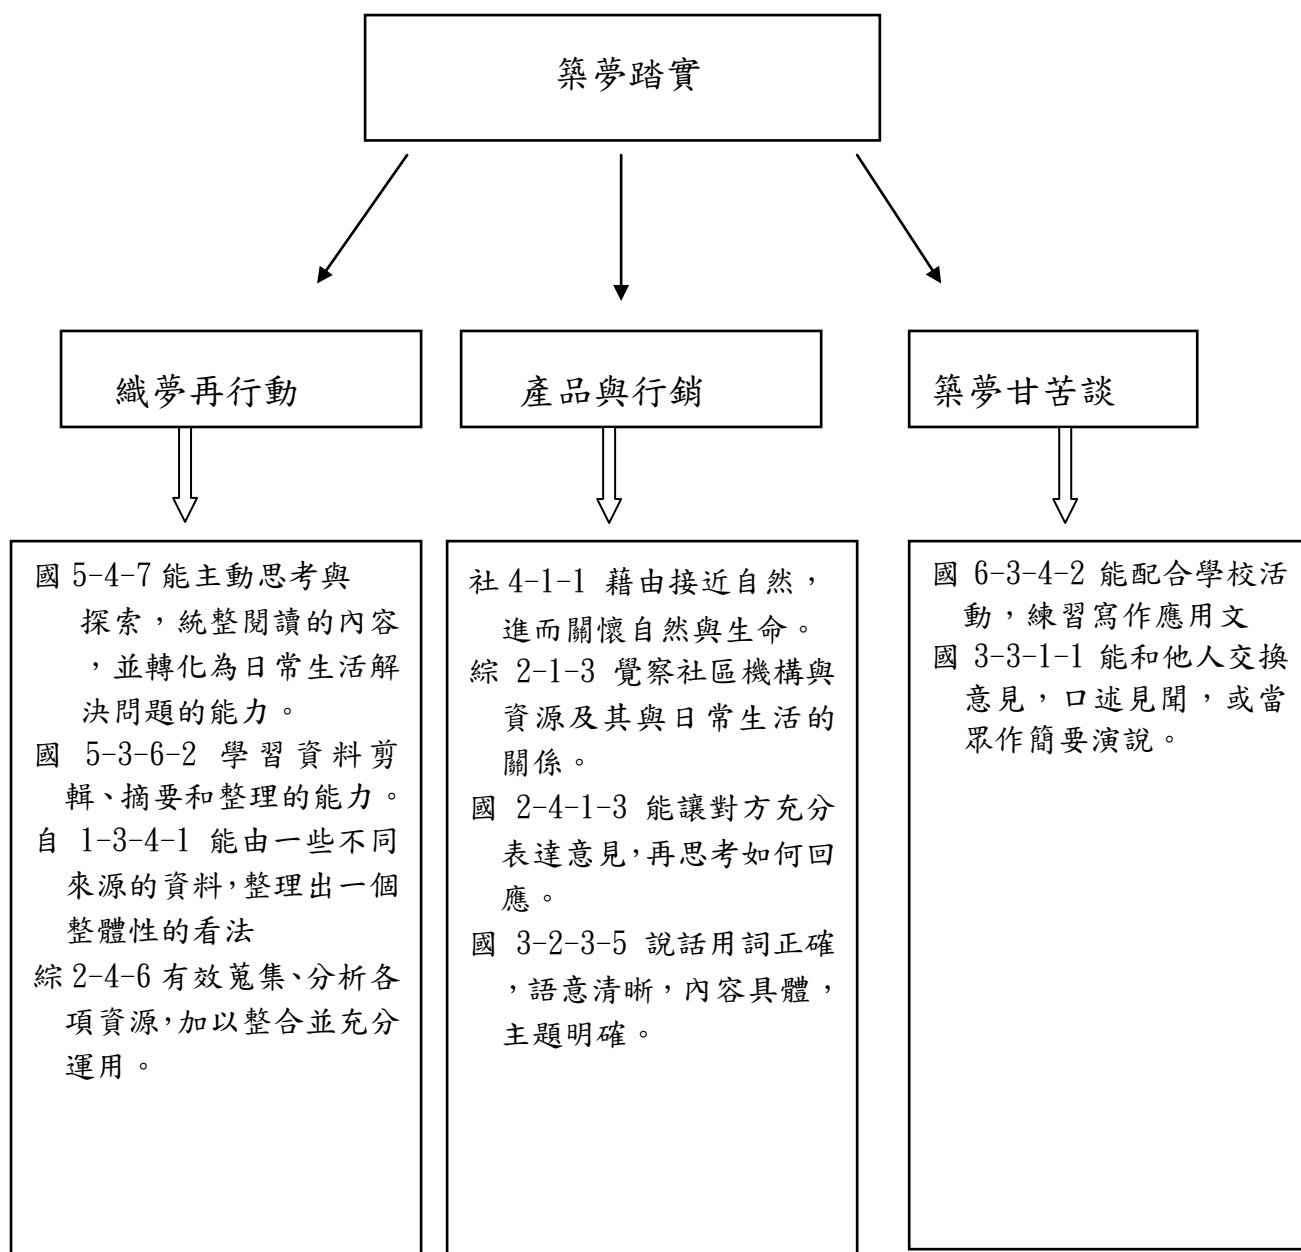 築夢踏實
織夢再行動
產品與行銷
築夢甘苦談
國 5-4-7 能主動思考與
探索，統整閱讀的內容
，並轉化為日常生活解
決問題的能力。
國 5-3-6-2 學習資料剪
輯、摘要和整理的能力。
自 1-3-4-1 能由一些不同
來源的資料，整理出一個
整體性的看法
綜 2-4-6 有效蒐集、分析各
項資源，加以整合並充分
運用。
社 4-1-1 藉由接近自然，
進而關懷自然與生命。
綜 2-1-3 覺察社區機構與
資源及其與日常生活的
關係。
國 2-4-1-3 能讓對方充分
表達意見，再思考如何回
應。
國 3-2-3-5 說話用詞正確
，語意清晰，內容具體，
主題明確。
國 6-3-4-2 能配合學校活
動，練習寫作應用文
國 3-3-1-1 能和他人交換
意見，口述見聞，或當
眾作簡要演說。